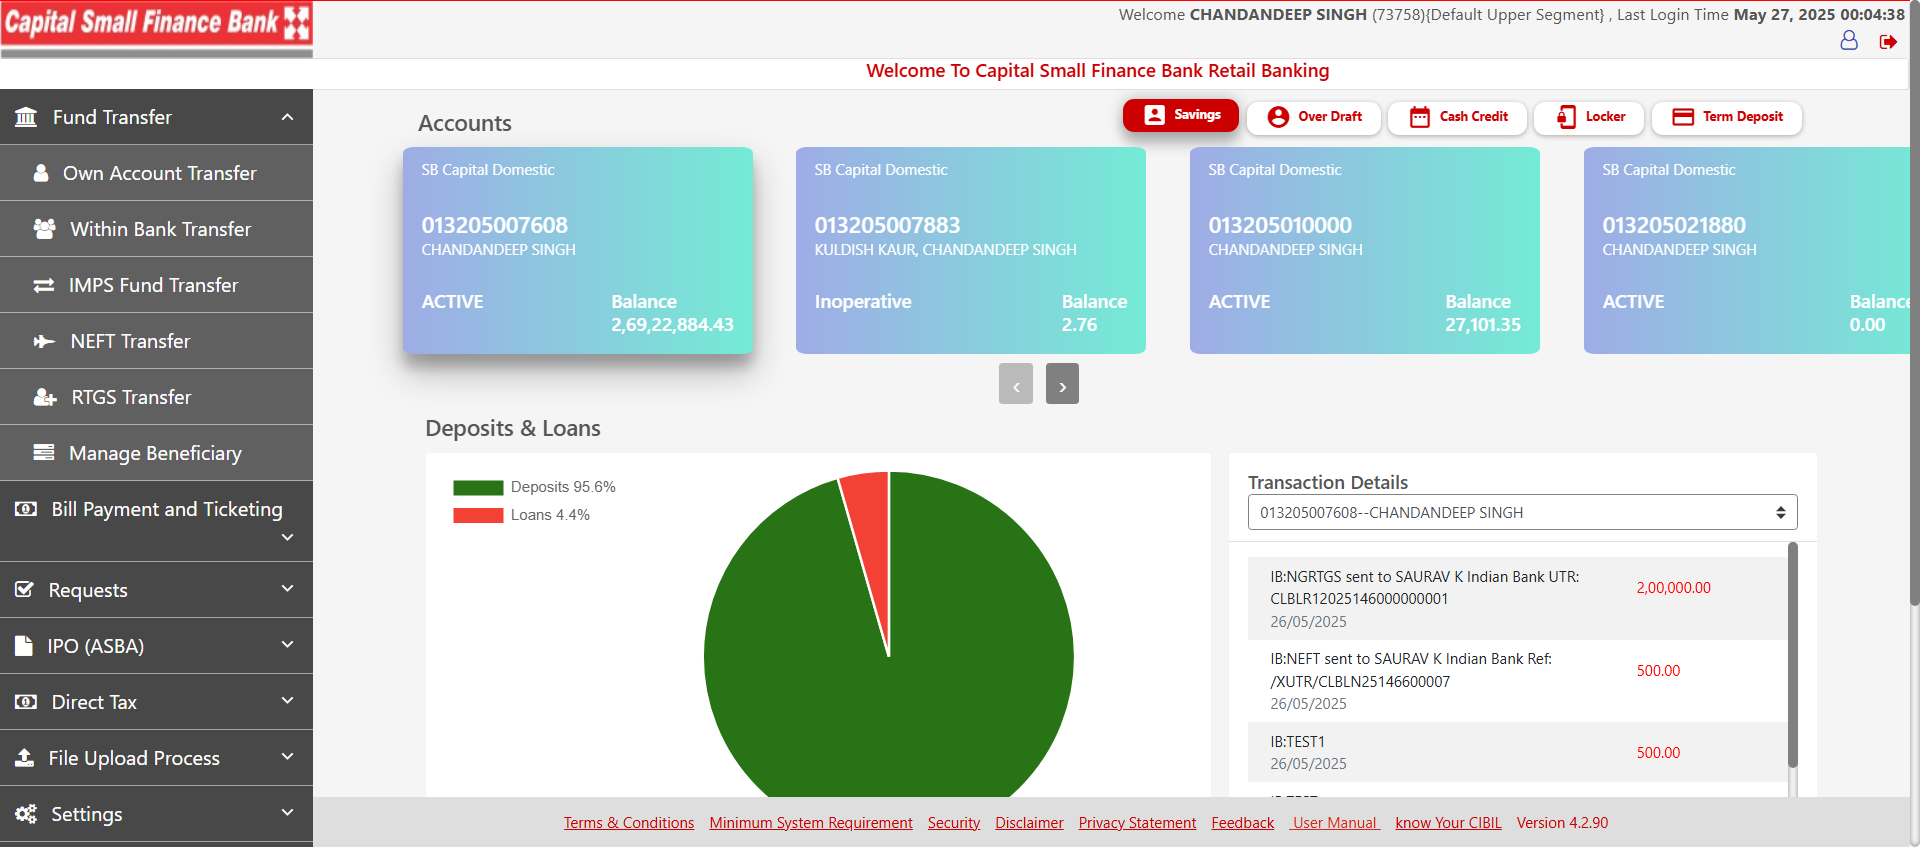 Capital Small Finance Bank
Welcome CHANDANDEEP SINGH (73758){Default Upper Segment} , Last Login Time May 27, 2025 00:04:38
Welcome To Capital Small Finance Bank Retail Banking
Fund Transfer
Own Account Transfer
Within Bank Transfer
IMPS Fund Transfer
NEFT Transfer
RTGS Transfer
Manage Beneficiary
Bill Payment and Ticketing
Requests
IPO (ASBA)
Direct Tax
File Upload Process
Settings
Accounts
Savings
Over Draft
Cash Credit
Locker
Term Deposit
SB Capital Domestic
013205007608
CHANDANDEEP SINGH
ACTIVE
Balance
2,69,22,884.43
SB Capital Domestic
013205007883
KULDISH KAUR, CHANDANDEEP SINGH
Inoperative
Balance
2.76
SB Capital Domestic
013205010000
CHANDANDEEP SINGH
ACTIVE
Balance
27,101.35
SB Capital Domestic
013205021880
CHANDANDEEP SINGH
ACTIVE
Balance
0.00
Deposits & Loans
Deposits 95.6%
Loans 4.4%
Transaction Details
013205007608--CHANDANDEEP SINGH
IB:NGRTGS sent to SAURAV K Indian Bank UTR:
CLBLR12025146000000001
26/05/2025
2,00,000.00
IB:NEFT sent to SAURAV K Indian Bank Ref:
/XUTR/CLBLN25146600007
26/05/2025
500.00
IB:TEST1
26/05/2025
500.00
Terms & Conditions Minimum System Requirement Security Disclaimer Privacy Statement Feedback User Manual know Your CIBIL Version 4.2.90